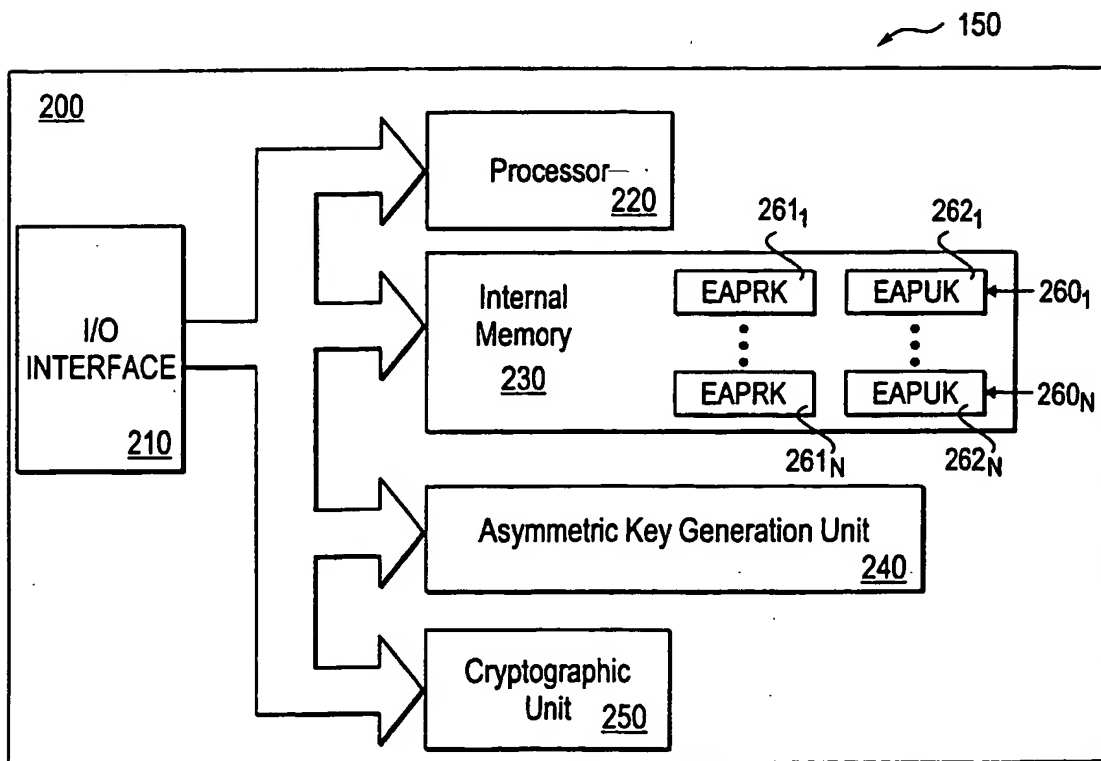 150
200
Processor
220
261₁
262₁
I/O
INTERFACE
210
Internal
Memory
230
EAPRK
EAPUK
260₁
EAPRK
EAPUK
260N
261N
262N
Asymmetric Key Generation Unit
240
Cryptographic
Unit
250